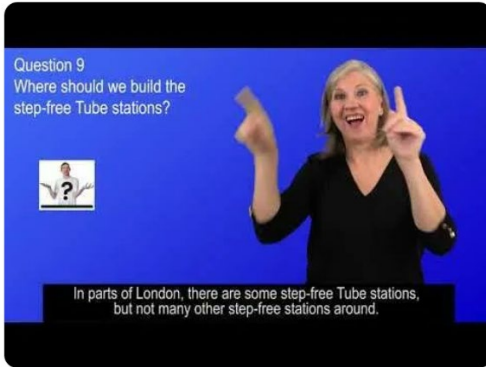 Question 9
Where should we build the
step-free Tube stations?
?
In parts of London, there are some step-free Tube stations,
but not many other step-free stations around.